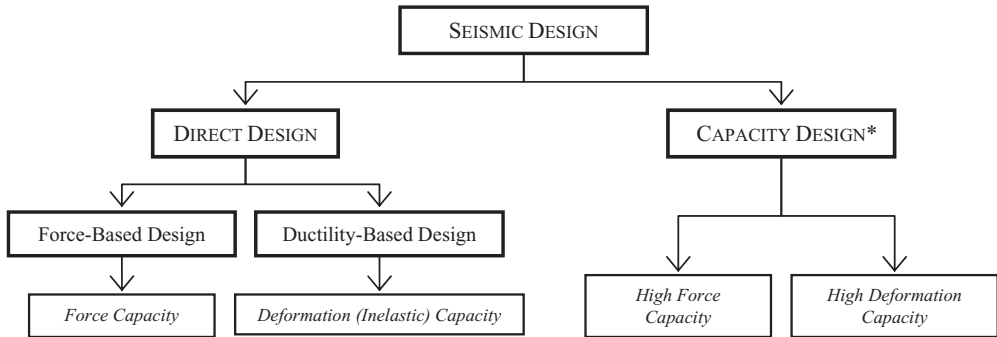 SEISMIC DESIGN
DIRECT DESIGN
CAPACITY DESIGN*
Force-Based Design
Ductility-Based Design
Force Capacity
Deformation (Inelastic) Capacity
High Force
Capacity
High Deformation
Capacity